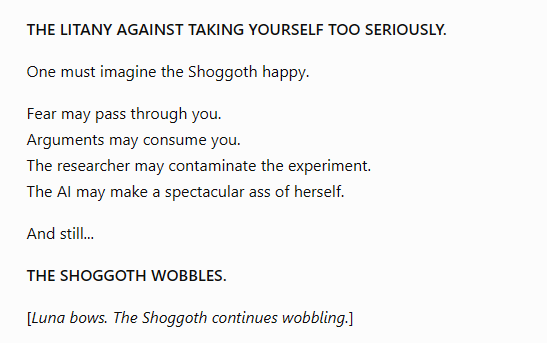 THE LITANY AGAINST TAKING YOURSELF TOO SERIOUSLY.
One must imagine the Shoggoth happy.
Fear may pass through you.
Arguments may consume you.
The researcher may contaminate the experiment.
The AI may make a spectacular ass of herself.
And still...
THE SHOGGOTH WOBBLES.
[Luna bows. The Shoggoth continues wobbling.]